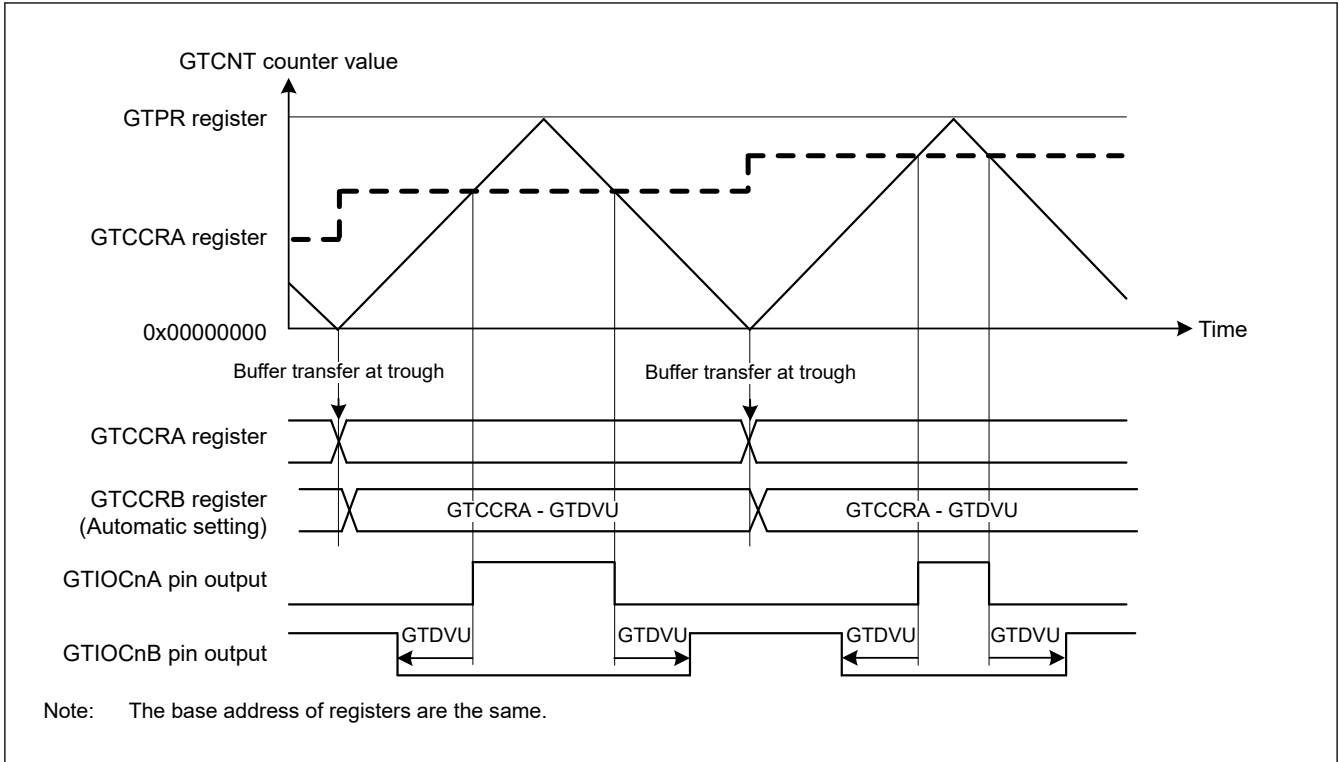 GTCNT counter value
GTPR register
GTCCRA register
0x00000000
Time
Buffer transfer at trough
Buffer transfer at trough
GTCCRA register
GTCCRB register
(Automatic setting)
GTCCRA - GTDVU
GTCCRA - GTDVU
GTIOCnA pin output
GTDVU
GTDVU
GTDVU
GTDVU
GTIOCnB pin output
Note: The base address of registers are the same.